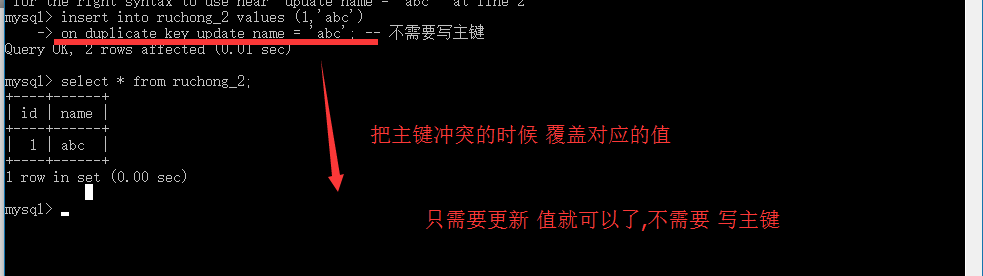 for the right syntax to use near 'update name = 'abc'' at line 2
mysql> insert into ruchong_2 values (1,'abc')
-> on duplicate key update name = 'abc'; -- 不需要写主键
Query OK, 2 rows affected (0.01 sec)
mysql> select * from ruchong_2;
+----+------+
| id | name |
+----+------+
| 1 | abc |
+----+------+
1 row in set (0.00 sec)
mysql>
把主键冲突的时候 覆盖对应的值
只需要更新 值就可以了,不需要 写主键